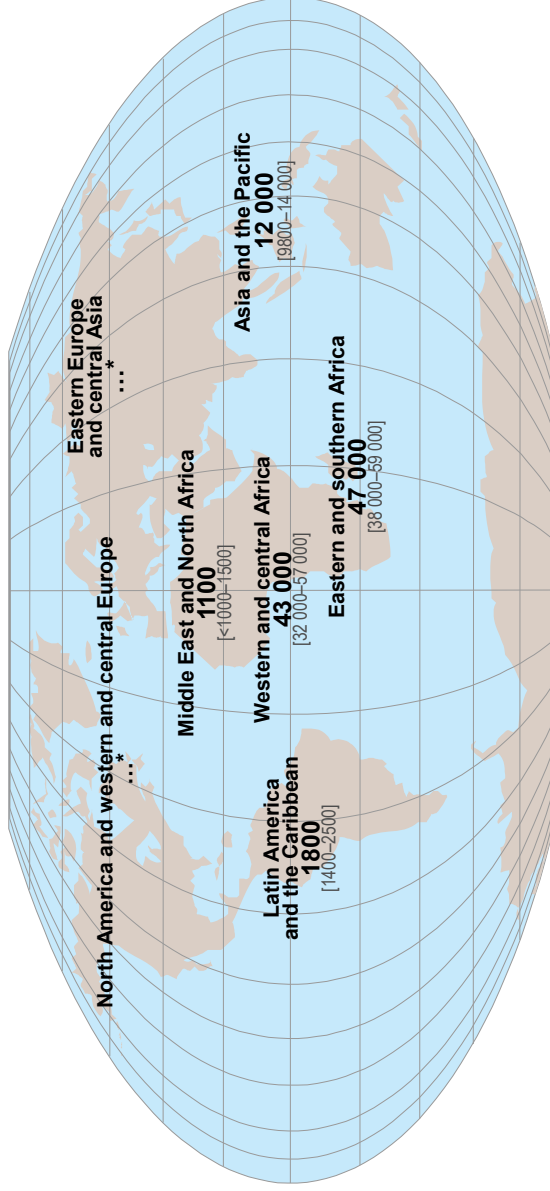 North America and western and central Europe
...*
Eastern Europe
and central Asia
...*
Middle East and North Africa
1100
[<1000–1500]
Western and central Africa
43 000
[32 000–57 000]
Asia and the Pacific
12 000
[9800–14 000]
Latin America
and the Caribbean
1800
[1400–2500]
Eastern and southern Africa
47 000
[38 000–59 000]